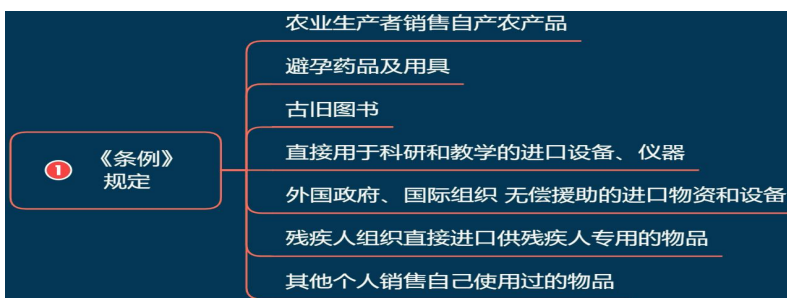 农业生产者销售自产农产品
避孕药品及用具
古旧图书
1 《条例》
规定
直接用于科研和教学的进口设备、仪器
外国政府、国际组织 无偿援助的进口物资和设备
残疾人组织直接进口供残疾人专用的物品
其他个人销售自己使用过的物品